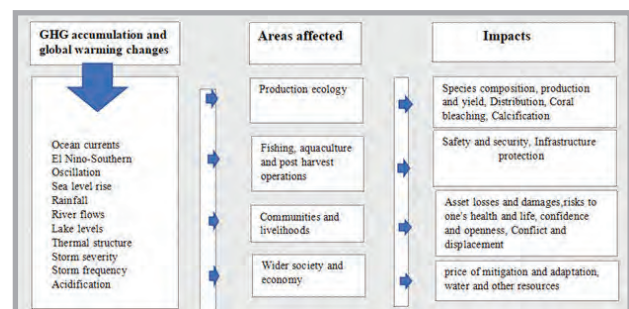 GHG accumulation and
global warming changes
Areas affected
Impacts
Ocean currents
El Nino-Southern
Oscillation
Sea level rise
Rainfall
River flows
Lake levels
Thermal structure
Storm severity
Storm frequency
Acidification
Production ecology
Fishing, aquaculture
and post harvest
operations
Communities and
livelihoods
Wider society and
economy
Species composition, production
and yield, Distribution, Coral
bleaching, Calcification
Safety and security, Infrastructure
protection
Asset losses and damages,risks to
one's health and life, confidence
and openness, Conflict and
displacement
price of mitigation and adaptation,
water and other resources